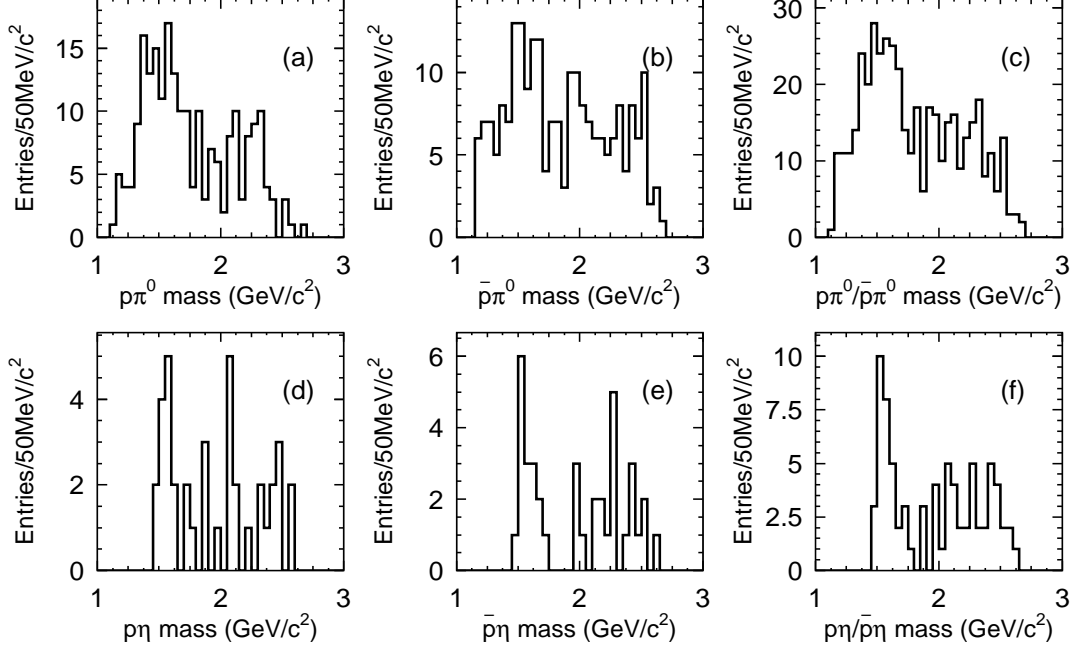 Entries/50MeV/c²
15
10
5
0
(a)
1 2 3
pπ⁰ mass (GeV/c²)
Entries/50MeV/c²
10
5
0
(b)
1 2 3
p̄π⁰ mass (GeV/c²)
Entries/50MeV/c²
30
20
10
0
(c)
1 2 3
pπ⁰/p̄π⁰ mass (GeV/c²)
Entries/50MeV/c²
4
2
0
(d)
1 2 3
pη mass (GeV/c²)
Entries/50MeV/c²
6
4
2
0
(e)
1 2 3
p̄η mass (GeV/c²)
Entries/50MeV/c²
10
7.5
5
2.5
0
(f)
1 2 3
pη/p̄η mass (GeV/c²)